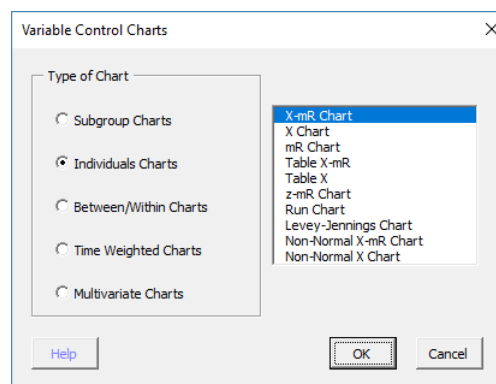 Variable Control Charts
Type of Chart
Subgroup Charts
Individuals Charts
Between/Within Charts
Time Weighted Charts
Multivariate Charts
X-mR Chart
X Chart
mR Chart
Table X-mR
Table X
z-mR Chart
Run Chart
Levey-Jennings Chart
Non-Normal X-mR Chart
Non-Normal X Chart
Help
OK
Cancel